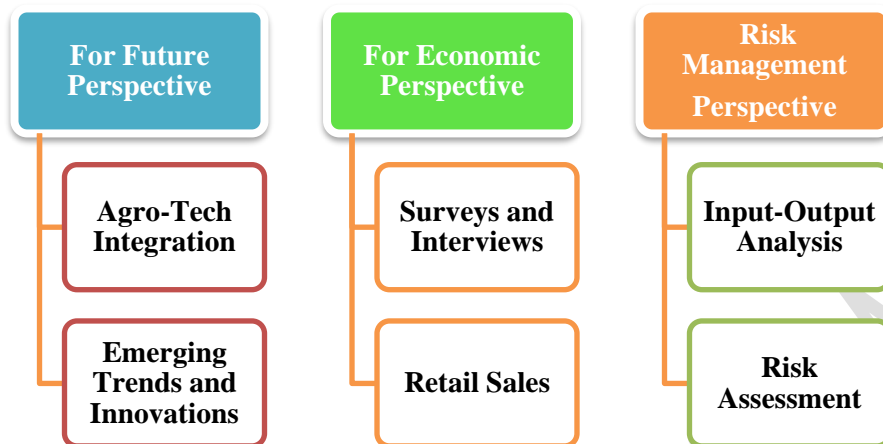 For Future
Perspective
For Economic
Perspective
Risk
Management
Perspective
Agro-Tech
Integration
Surveys and
Interviews
Input-Output
Analysis
Emerging
Trends and
Innovations
Retail Sales
Risk
Assessment